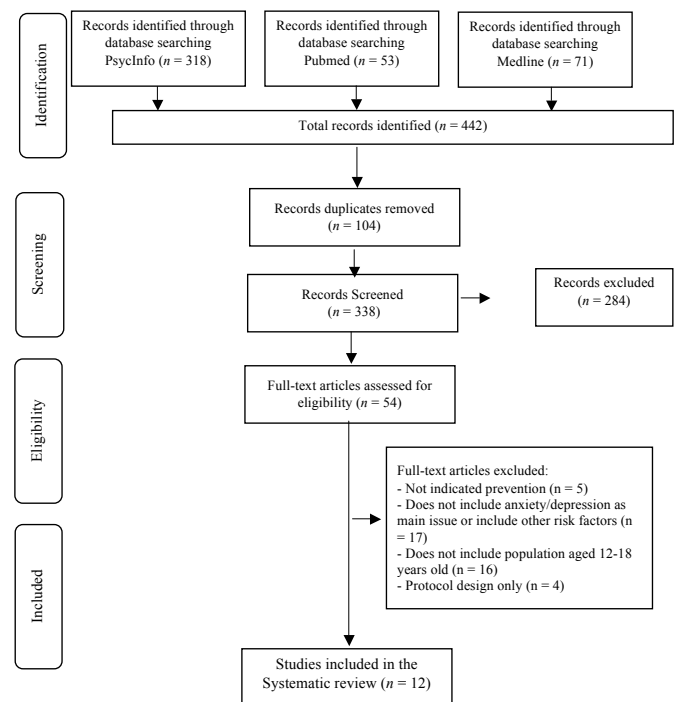 Identification
Records identified through
database searching
PsycInfo (n = 318)
Records identified through
database searching
Pubmed (n = 53)
Records identified through
database searching
Medline (n = 71)
Total records identified (n = 442)
Screening
Records duplicates removed
(n = 104)
Records Screened
(n = 338)
Records excluded
(n = 284)
Eligibility
Full-text articles assessed for
eligibility (n = 54)
Full-text articles excluded:
- Not indicated prevention (n = 5)
- Does not include anxiety/depression as
main issue or include other risk factors (n
= 17)
- Does not include population aged 12-18
years old (n = 16)
- Protocol design only (n = 4)
Included
Studies included in the
Systematic review (n = 12)